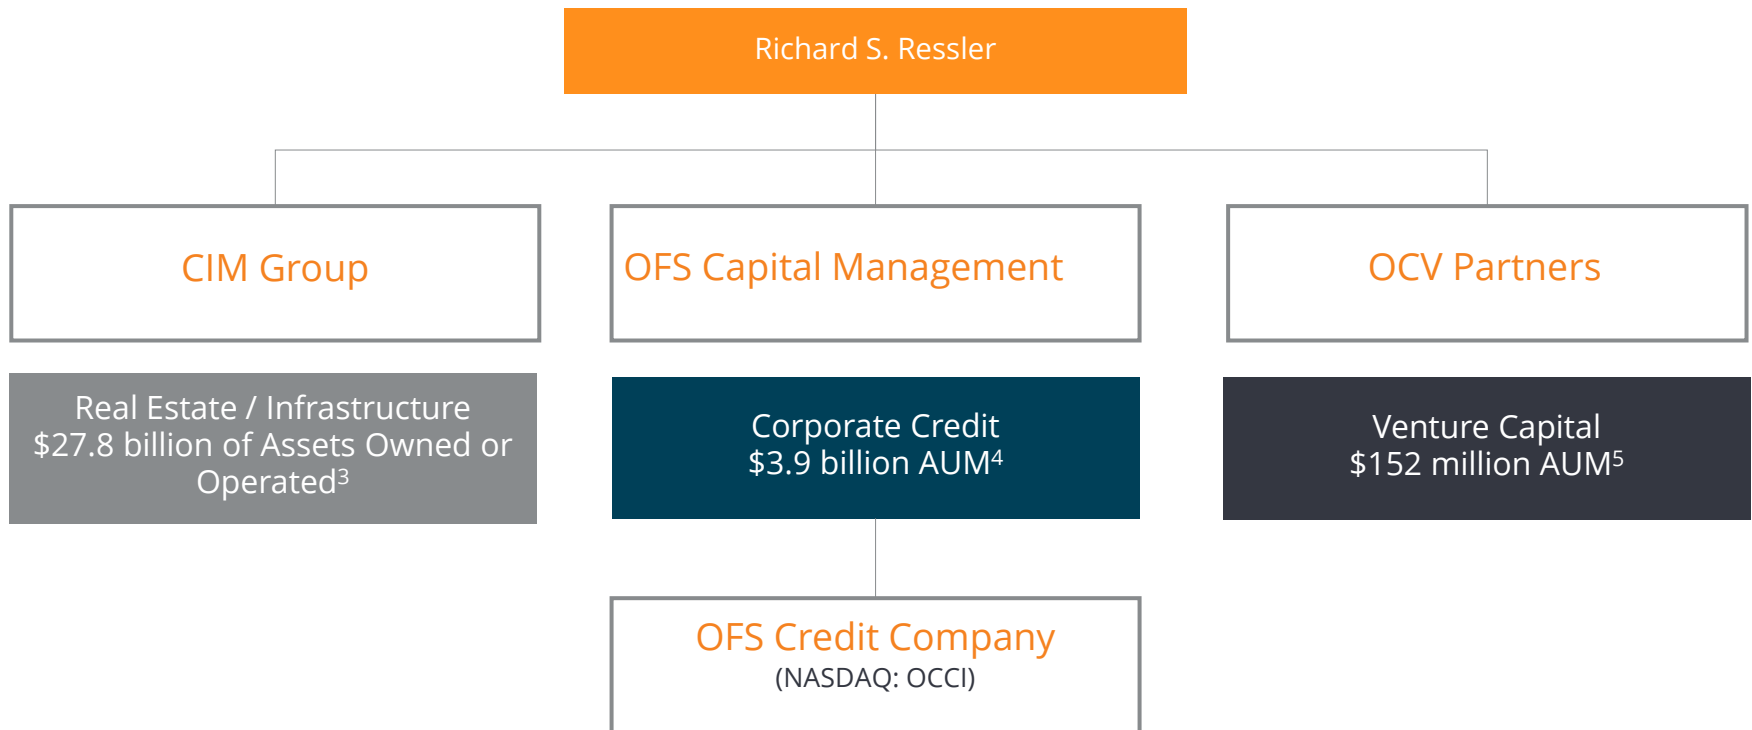 Richard S. Ressler
CIM Group
OFS Capital Management
OCV Partners
Real Estate / Infrastructure
$27.8 billion of Assets Owned or
Operated³
Corporate Credit
$3.9 billion AUM⁴
Venture Capital
$152 million AUM⁵
OFS Credit Company
(NASDAQ: OCCI)